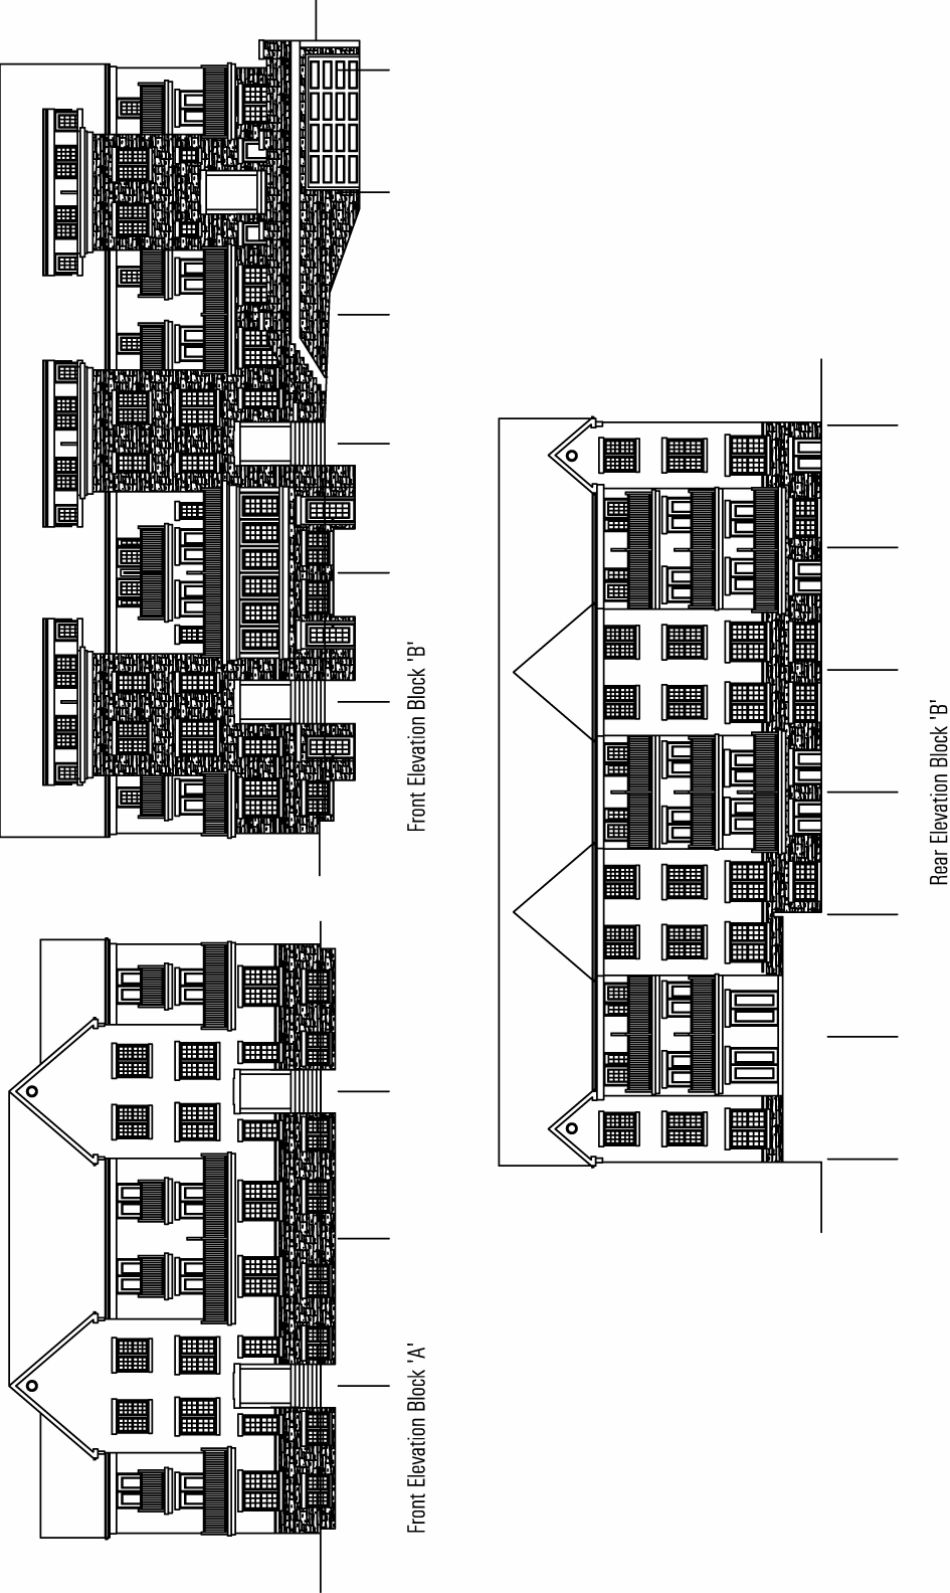 Front Elevation Block 'A'
Front Elevation Block 'B'
Rear Elevation Block 'B'